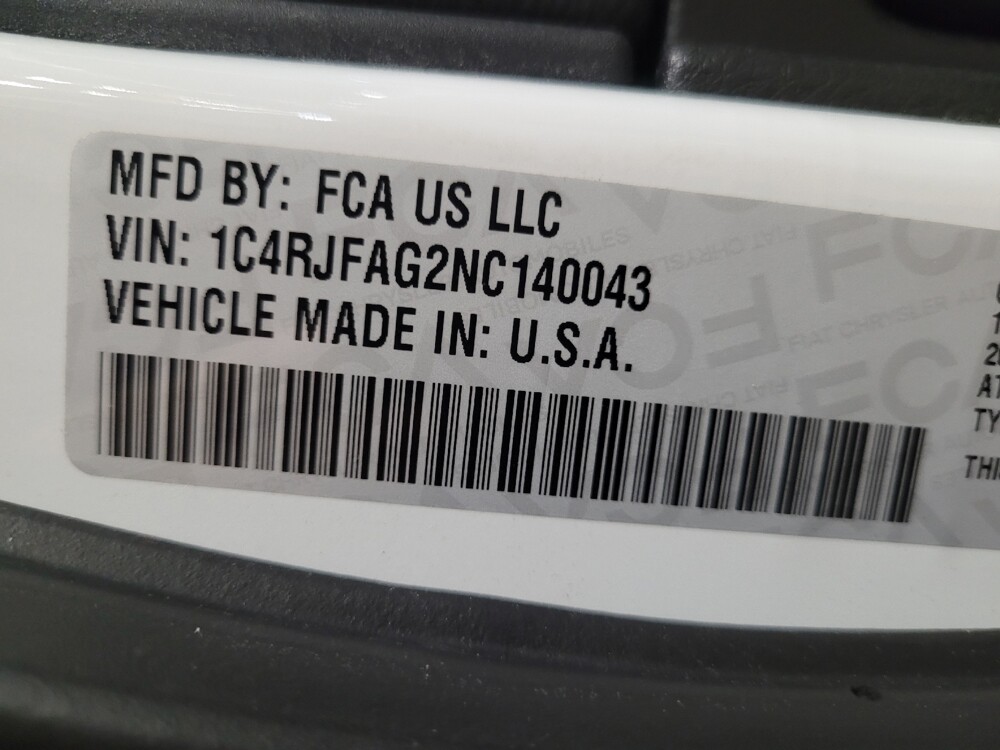 MFD BY: FCA US LLC
VIN: 1C4RJFAG2NC140043
VEHICLE MADE IN: U.S.A.